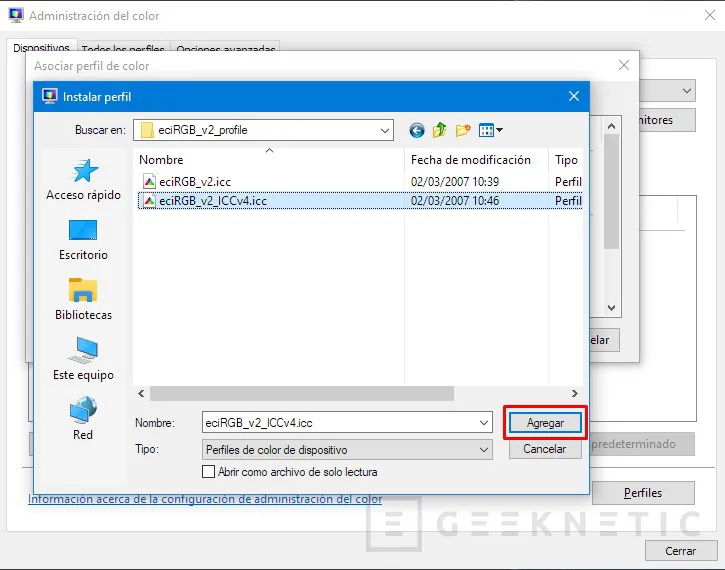 Administración del color
Dispositivos Todos los perfiles Opciones avanzadas
Asociar perfil de color
Instalar perfil
Buscar en: eciRGB_v2_profile
nitores
Nombre Fecha de modificación Tipo
eciRGB_v2.icc 02/03/2007 10:39 Perfil
eciRGB_v2_ICCv4.icc 02/03/2007 10:46 Perfil
Acceso rápido
Escritorio
Bibliotecas
Este equipo
Red
elar
Nombre: eciRGB_v2_ICCv4.icc Agregar
Tipo: Perfiles de color de dispositivo Cancelar
predeterminado
Abrir como archivo de solo lectura
Información acerca de la configuración de administración del color
Perfiles
GEEKNETIC
Cerrar